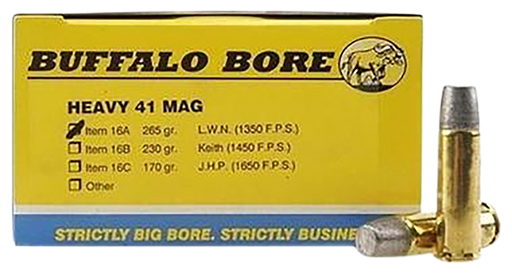 BUFFALO BORE
HEAVY 41 MAG
Item 16A 265 gr. L.W.N. (1350 F.P.S.)
Item 16B 230 gr. Keith (1450 F.P.S.)
Item 16C 170 gr. J.H.P. (1650 F.P.S.)
Other
STRICTLY BIG BORE. STRICTLY BUSINE